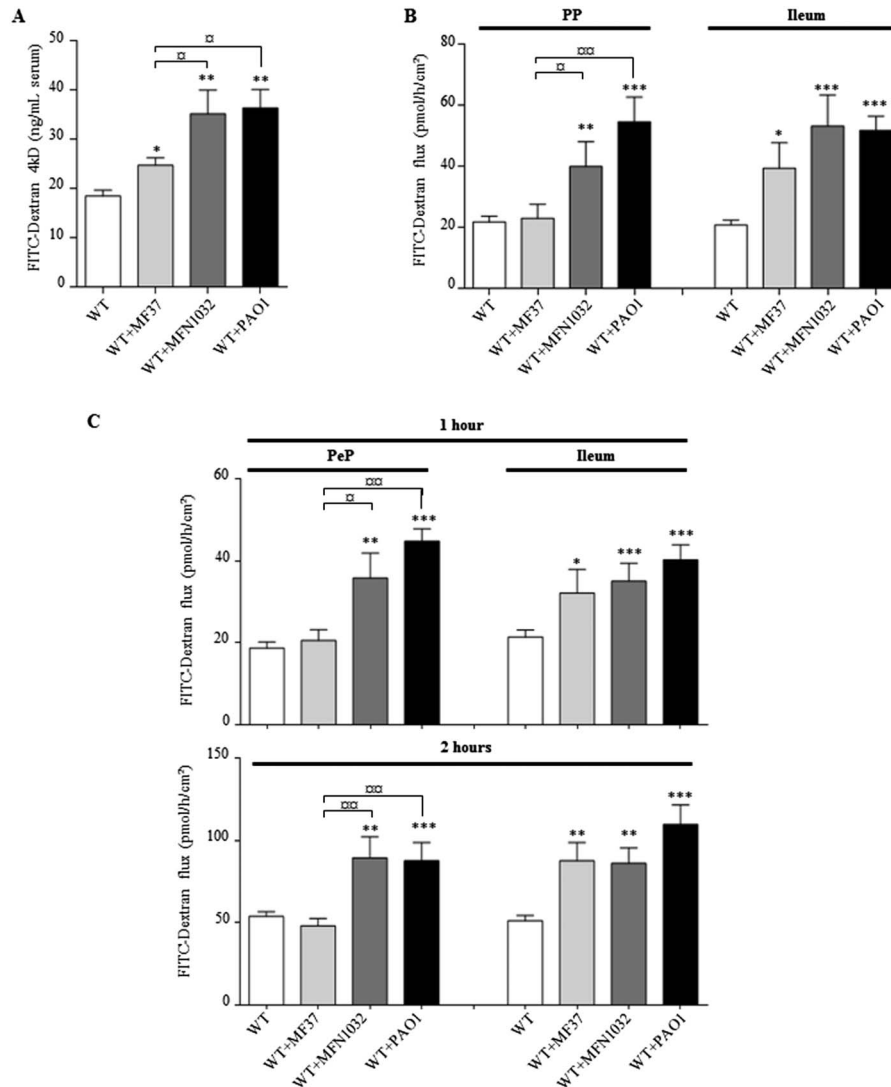 A
FITC-Dextran 4kD (ng/mL serum)
50
40
30
20
10
0
¤
¤
*
**
**
WT
WT+MF37
WT+MFN1032
WT+PAO1
B
PP
Ileum
FITC-Dextran flux (pmol/h/cm²)
80
60
40
20
0
¤¤
¤
**
***
*
***
***
WT
WT+MF37
WT+MFN1032
WT+PAO1
WT
WT+MF37
WT+MFN1032
WT+PAO1
C
1 hour
PeP
Ileum
FITC-Dextran flux (pmol/h/cm²)
60
40
20
0
¤¤
¤
**
***
*
***
***
2 hours
FITC-Dextran flux (pmol/h/cm²)
150
100
50
0
¤¤
¤¤
**
***
**
**
***
WT
WT+MF37
WT+MFN1032
WT+PAO1
WT
WT+MF37
WT+MFN1032
WT+PAO1